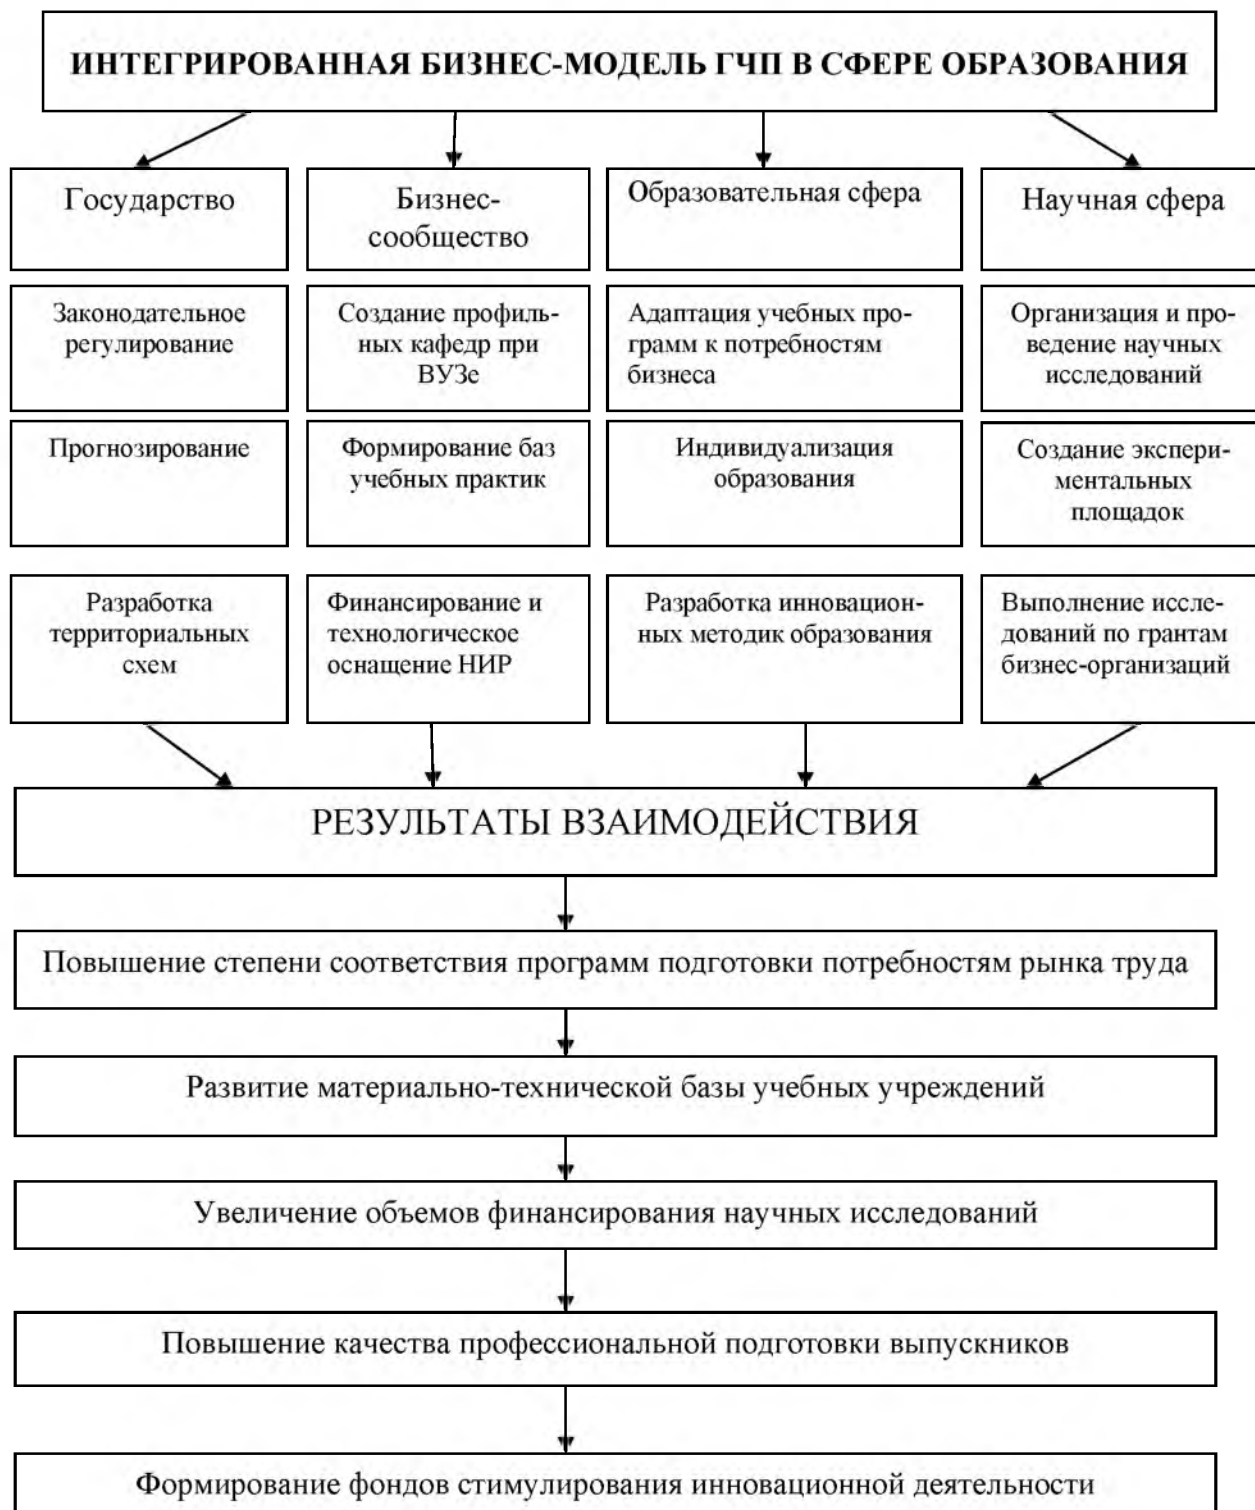 ИНТЕГРИРОВАННАЯ БИЗНЕС-МОДЕЛЬ ГЧП В СФЕРЕ ОБРАЗОВАНИЯ
Государство
Бизнес-
сообщество
Образовательная сфера
Научная сфера
Законодательное
регулирование
Создание профиль-
ных кафедр при
ВУЗе
Адаптация учебных про-
грамм к потребностям
бизнеса
Организация и про-
ведение научных
исследований
Прогнозирование
Формирование баз
учебных практик
Индивидуализация
образования
Создание экспери-
ментальных
площадок
Разработка
территориальных
схем
Финансирование и
технологическое
оснащение НИР
Разработка инновацион-
ных методик образования
Выполнение иссле-
дований по грантам
бизнес-организаций
РЕЗУЛЬТАТЫ ВЗАИМОДЕЙСТВИЯ
Повышение степени соответствия программ подготовки потребностям рынка труда
Развитие материально-технической базы учебных учреждений
Увеличение объемов финансирования научных исследований
Повышение качества профессиональной подготовки выпускников
Формирование фондов стимулирования инновационной деятельности